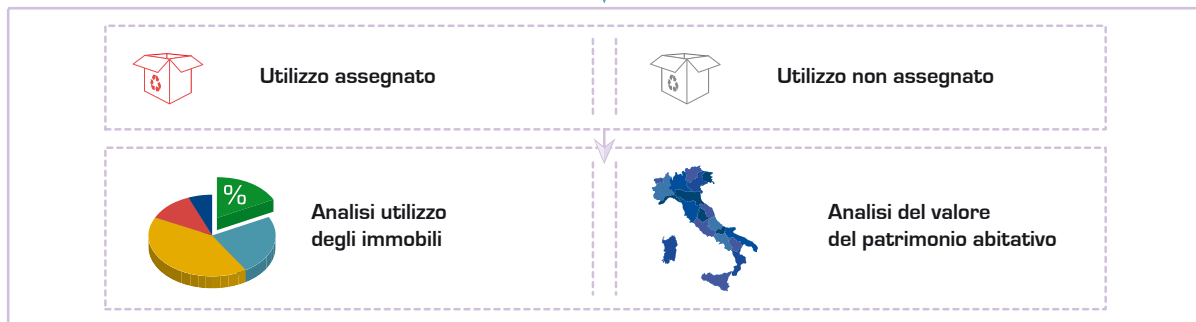 Utilizzo assegnato
Utilizzo non assegnato
%
Analisi utilizzo
degli immobili
Analisi del valore
del patrimonio abitativo